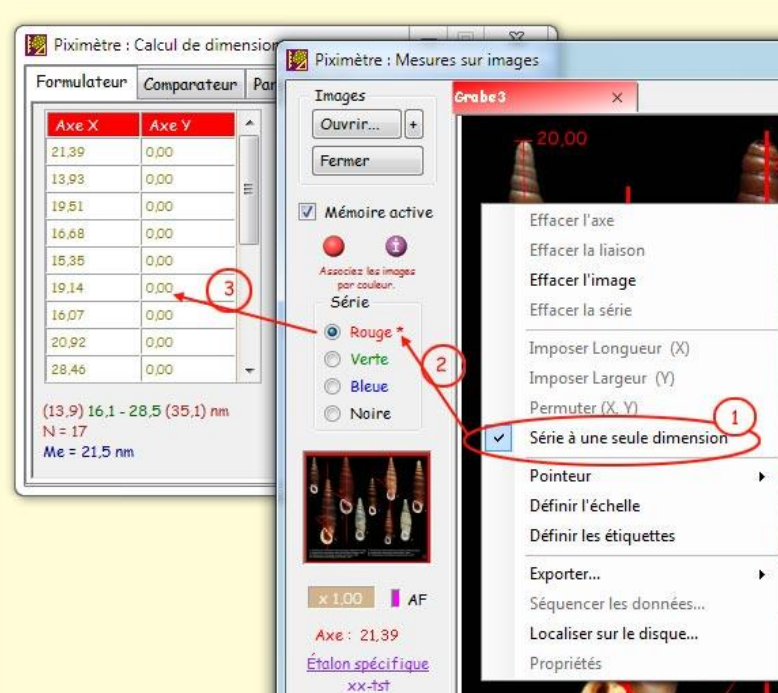 Piximètre : Calcul de dimension
Formulateur Comparateur Par
Axe X Axe Y
21,39 0,00
13,93 0,00
19,51 0,00
16,68 0,00
15,35 0,00
19,14 0,00
16,07 0,00
20,92 0,00
28,46 0,00
3
(13,9) 16,1 - 28,5 (35,1) nm
N = 17
Me = 21,5 nm
Piximètre : Mesures sur images
Images
Ouvrir... +
Fermer
Mémoire active
Associez les images
par couleur.
Série
Rouge *
Verte
Bleue
Noire
2
x 1,00 AF
Axe : 21,39
Étalon spécifique
xx-tst
Grabe3
20,00
Effacer l'axe
Effacer la liaison
Effacer l'image
Effacer la série
Imposer Longueur (X)
Imposer Largeur (Y)
Permuter (X, Y)
1
Série à une seule dimension
Pointeur
Définir l'échelle
Définir les étiquettes
Exporter...
Séquencer les données...
Localiser sur le disque...
Propriétés